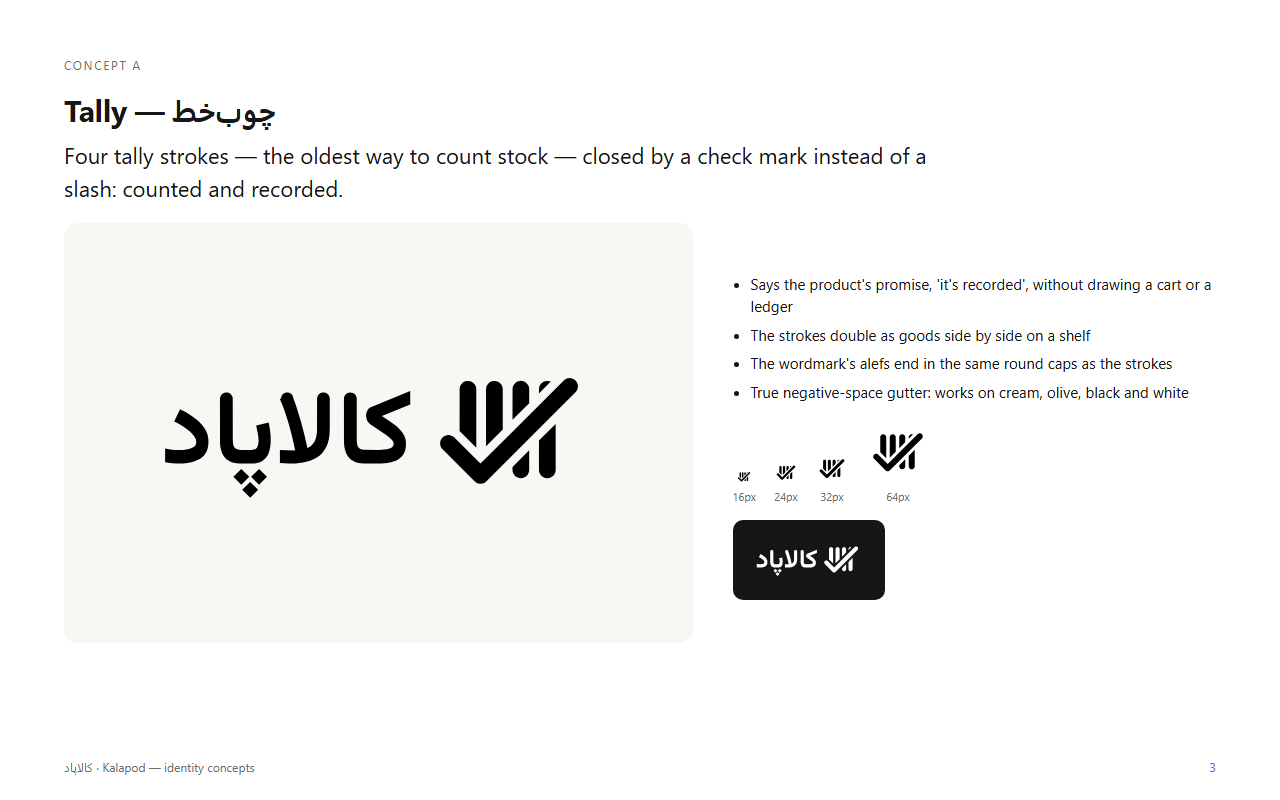 CONCEPT A
Tally — چوب‌خط
Four tally strokes — the oldest way to count stock — closed by a check mark instead of a
slash: counted and recorded.
کالاپاد
• Says the product's promise, 'it's recorded', without drawing a cart or a
ledger
• The strokes double as goods side by side on a shelf
• The wordmark's alefs end in the same round caps as the strokes
• True negative-space gutter: works on cream, olive, black and white
16px 24px 32px 64px
کالاپاد
کالاپاد · Kalapod — identity concepts
3